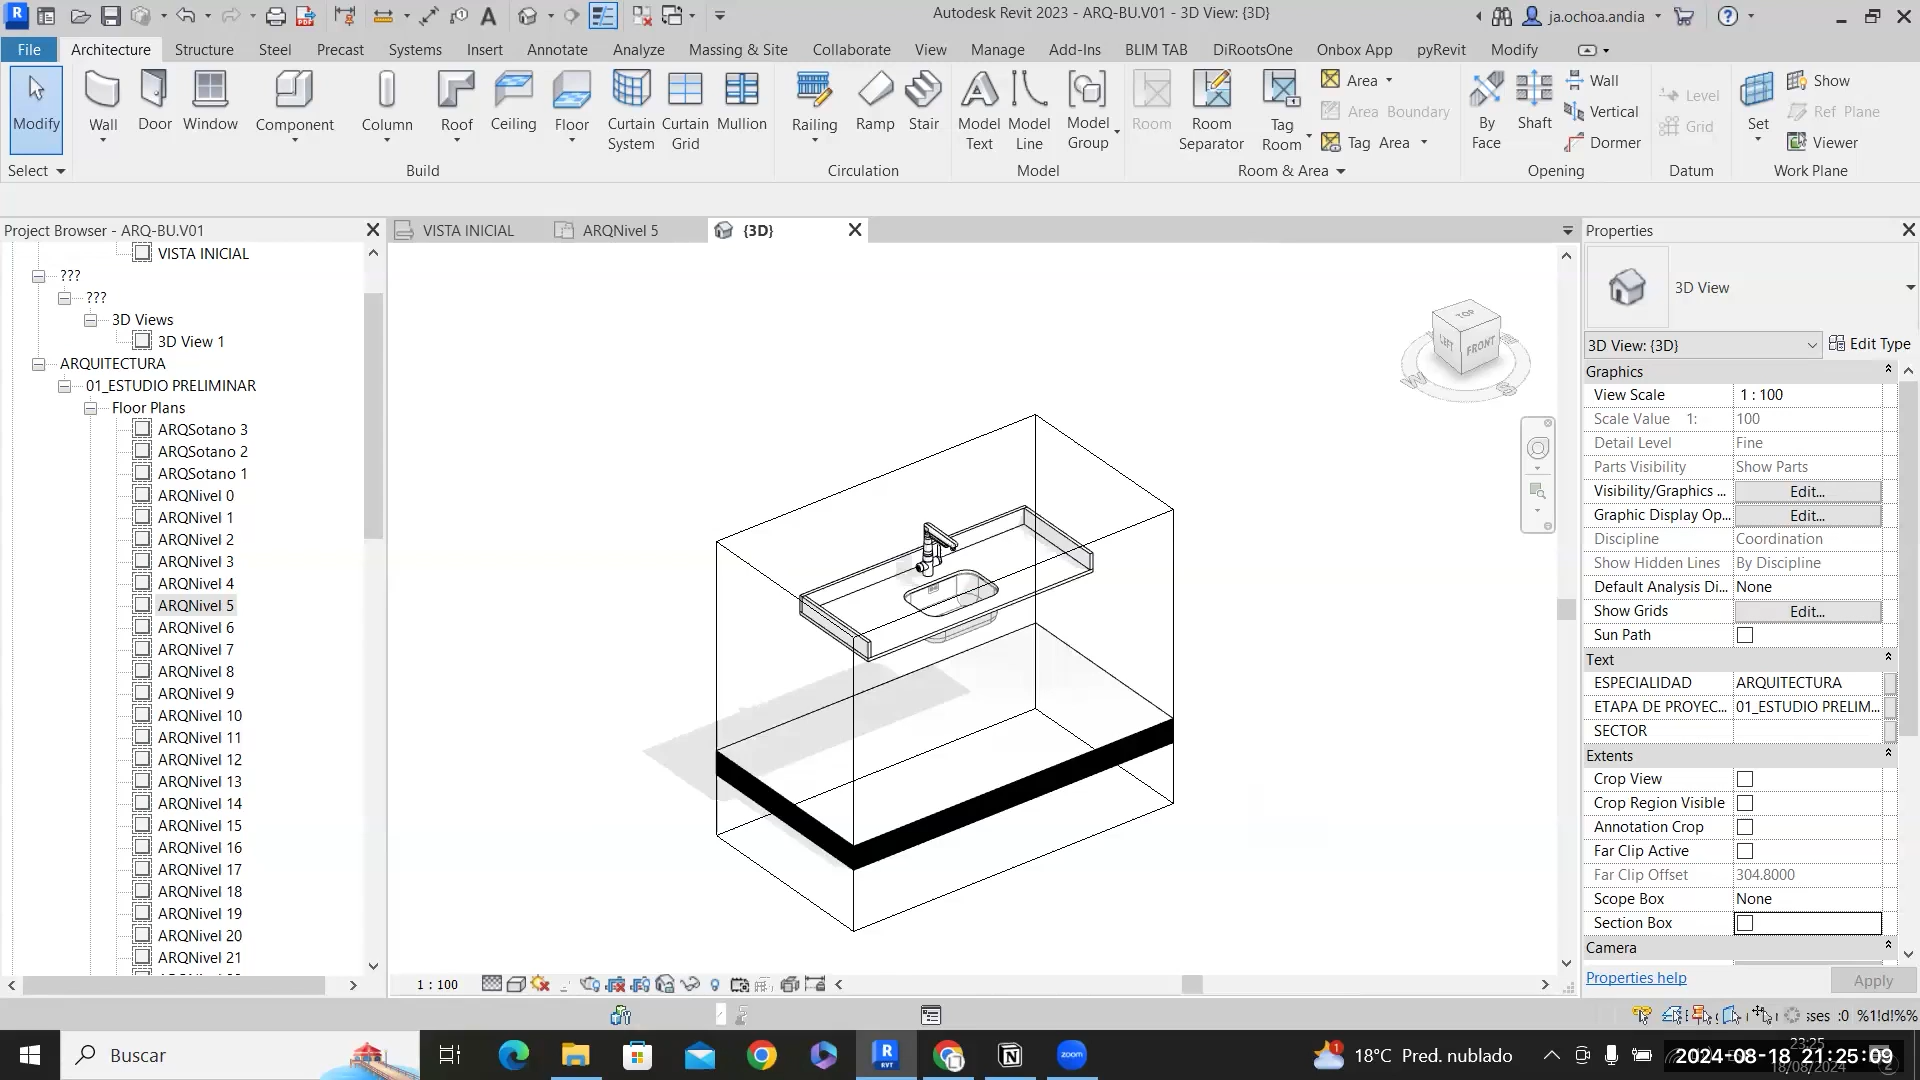 Autodesk Revit 2023 - ARQ-BU.V01 - 3D View: {3D}
ja.ochoa.andia
File Architecture Structure Steel Precast Systems Insert Annotate Analyze Massing & Site Collaborate View Manage Add-Ins BLIM TAB DiRootsOne Onbox App pyRevit Modify
Modify
Wall
Door
Window
Component
Column
Roof
Ceiling
Floor
Curtain System
Curtain Grid
Mullion
Railing
Ramp
Stair
Model Text
Model Line
Model Group
Room
Room Separator
Tag Room
Area
Area Boundary
Tag Area
By Face
Shaft
Wall
Vertical
Dormer
Level
Grid
Set
Show
Ref Plane
Viewer
Select
Build
Circulation
Model
Room & Area
Opening
Datum
Work Plane
Project Browser - ARQ-BU.V01
VISTA INICIAL
???
???
3D Views
3D View 1
ARQUITECTURA
01_ESTUDIO PRELIMINAR
Floor Plans
ARQSotano 3
ARQSotano 2
ARQSotano 1
ARQNivel 0
ARQNivel 1
ARQNivel 2
ARQNivel 3
ARQNivel 4
ARQNivel 5
ARQNivel 6
ARQNivel 7
ARQNivel 8
ARQNivel 9
ARQNivel 10
ARQNivel 11
ARQNivel 12
ARQNivel 13
ARQNivel 14
ARQNivel 15
ARQNivel 16
ARQNivel 17
ARQNivel 18
ARQNivel 19
ARQNivel 20
ARQNivel 21
VISTA INICIAL
ARQNivel 5
{3D}
TOP
LEFT
FRONT
W
S
1 : 100
Properties
3D View
3D View: {3D}
Edit Type
Graphics
View Scale 1 : 100
Scale Value 1: 100
Detail Level Fine
Parts Visibility Show Parts
Visibility/Graphics ... Edit...
Graphic Display Op... Edit...
Discipline Coordination
Show Hidden Lines By Discipline
Default Analysis Di... None
Show Grids Edit...
Sun Path
Text
ESPECIALIDAD ARQUITECTURA
ETAPA DE PROYEC... 01_ESTUDIO PRELIM...
SECTOR
Extents
Crop View
Crop Region Visible
Annotation Crop
Far Clip Active
Far Clip Offset 304.8000
Scope Box None
Section Box
Camera
Properties help
Apply
sses :0 %1!d!%%
Buscar
RVT
zoom
18°C Pred. nublado
23:25
18/08/2024
2024-08-18 21:25:09